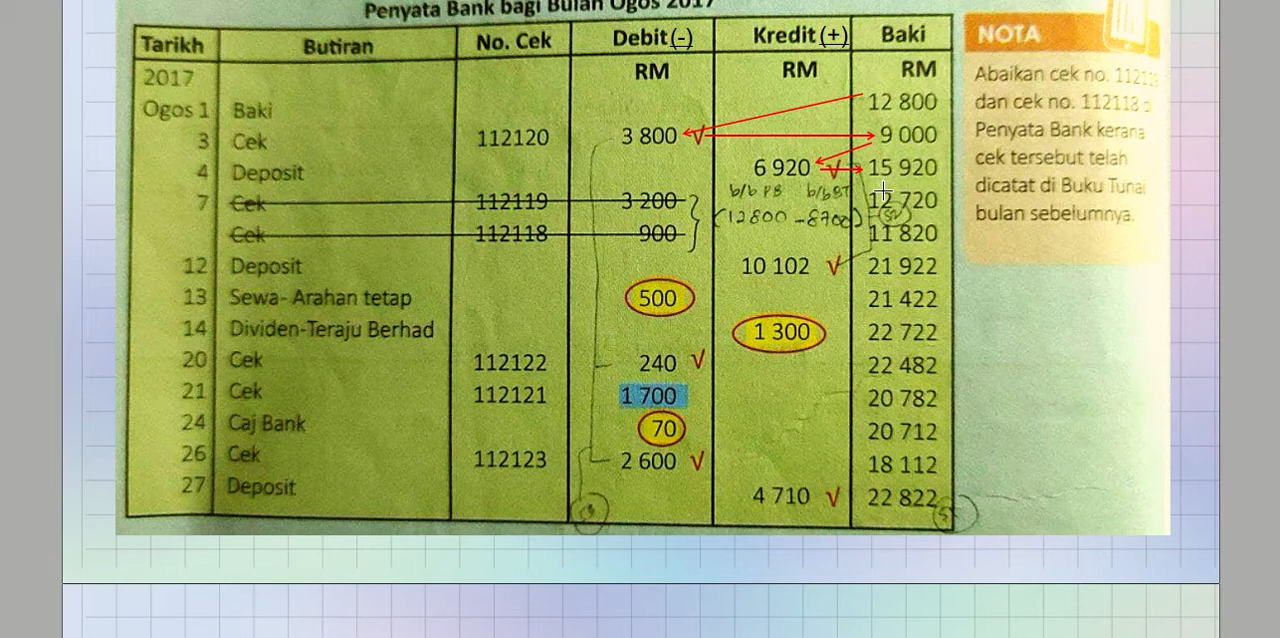 Penyata Bank bagi Bulan Ogos 2017
Tarikh Butiran No. Cek Debit (-) Kredit (+) Baki
2017 RM RM RM
Ogos 1 Baki 12 800
3 Cek 112120 3 800 √ 9 000
4 Deposit 6 920 √ 15 920
7 Cek 112119 3 200 12 720
b/b PB b/b BT
(12800 - 8700)
Cek 112118 900 11 820
12 Deposit 10 102 √ 21 922
13 Sewa- Arahan tetap 500 21 422
14 Dividen-Teraju Berhad 1 300 22 722
20 Cek 112122 240 √ 22 482
21 Cek 112121 1 700 20 782
24 Caj Bank 70 20 712
26 Cek 112123 2 600 √ 18 112
27 Deposit 4 710 √ 22 822
NOTA
Abaikan cek no.
dan cek no. 112118
Penyata Bank kerana
cek tersebut telah
dicatat di Buku Tunai
bulan sebelumnya.